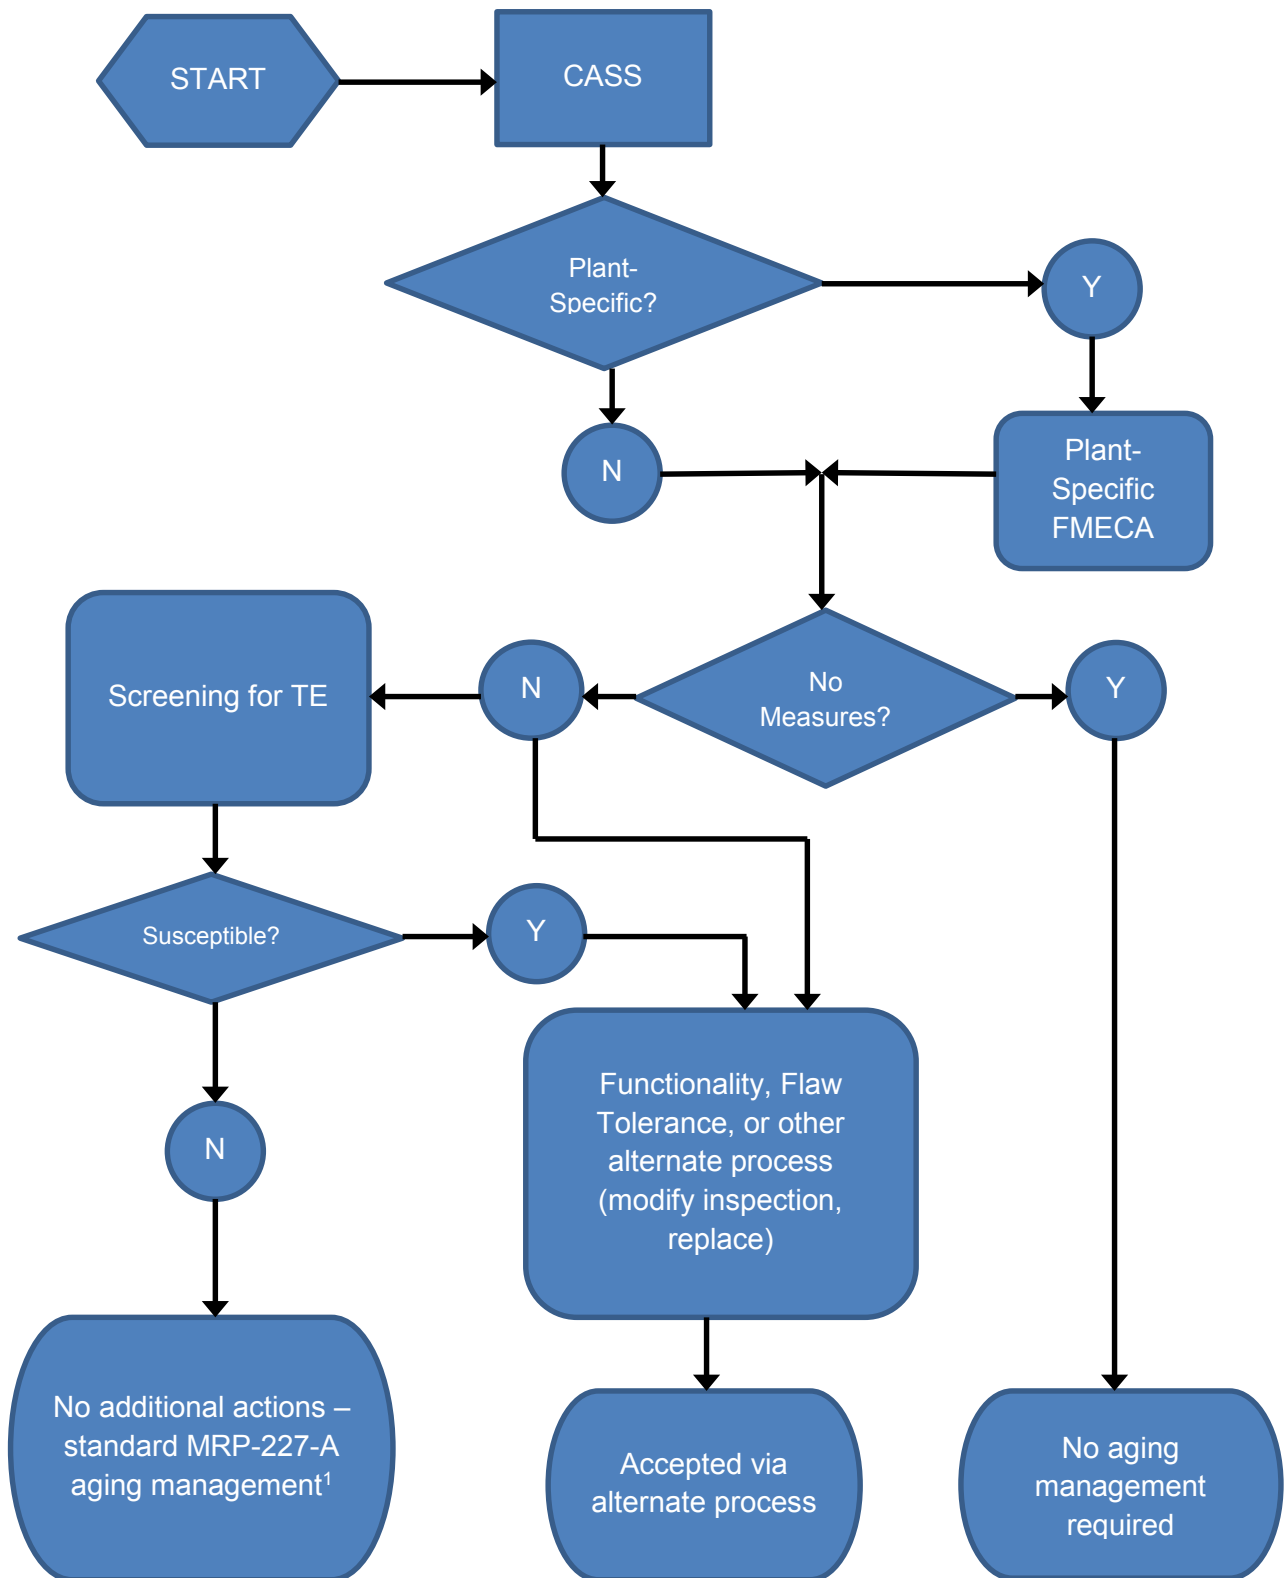 START
CASS
Plant-
Specific?
Y
N
Plant-
Specific
FMECA
Screening for TE
N
No
Measures?
Y
Susceptible?
Y
N
Functionality, Flaw
Tolerance, or other
alternate process
(modify inspection,
replace)
No additional actions –
standard MRP-227-A
aging management¹
Accepted via
alternate process
No aging
management
required